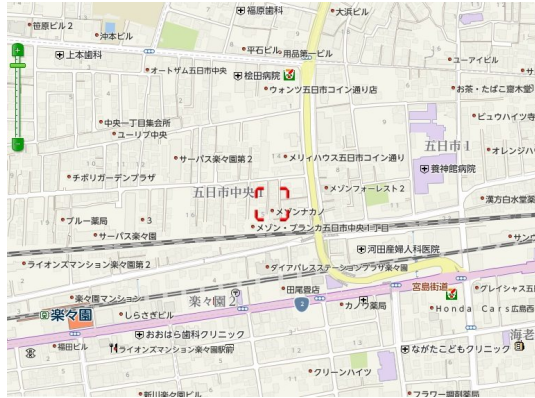 福原歯科
大浜ビル
笹原ビル2
沖本ビル
上本歯科
平石ビル
用品第一ビル
ユーアイビル
オートザム五日市中央
桧田病院
ウォンツ五日市コイン通り店
お茶・たばこ齋木塑
ビュウハイツ寺
中央一丁目集会所
ユーリブ中央
五日市1
オレンジハ
サーパス楽々園第2
メリィハウス五日市コイン通り
養神館病院
チボリガーデンプラザ
五日市中央1
メゾンフォーレスト2
漢方白水堂薬
メゾンナカノ
ブルー薬局
3
サーパス楽々園
メゾン・ブランカ五日市中央1丁目
サンウ
河田産婦人科医院
ライオンズマンション楽々園第2
ダイアパレスステーションプラザ楽々園
田尾畳店
宮島街道
グレイシャス五
楽々園マンション
楽々園2
2
カノウ薬局
楽々園
しらさぎビル
Honda Cars広島西
おおはら歯科クリニック
海老
福田ビル
ライオンズマンション楽々園駅前
ながたこどもクリニック
グリーンハイツ
新川楽々園ビル
フラワー調剤薬局